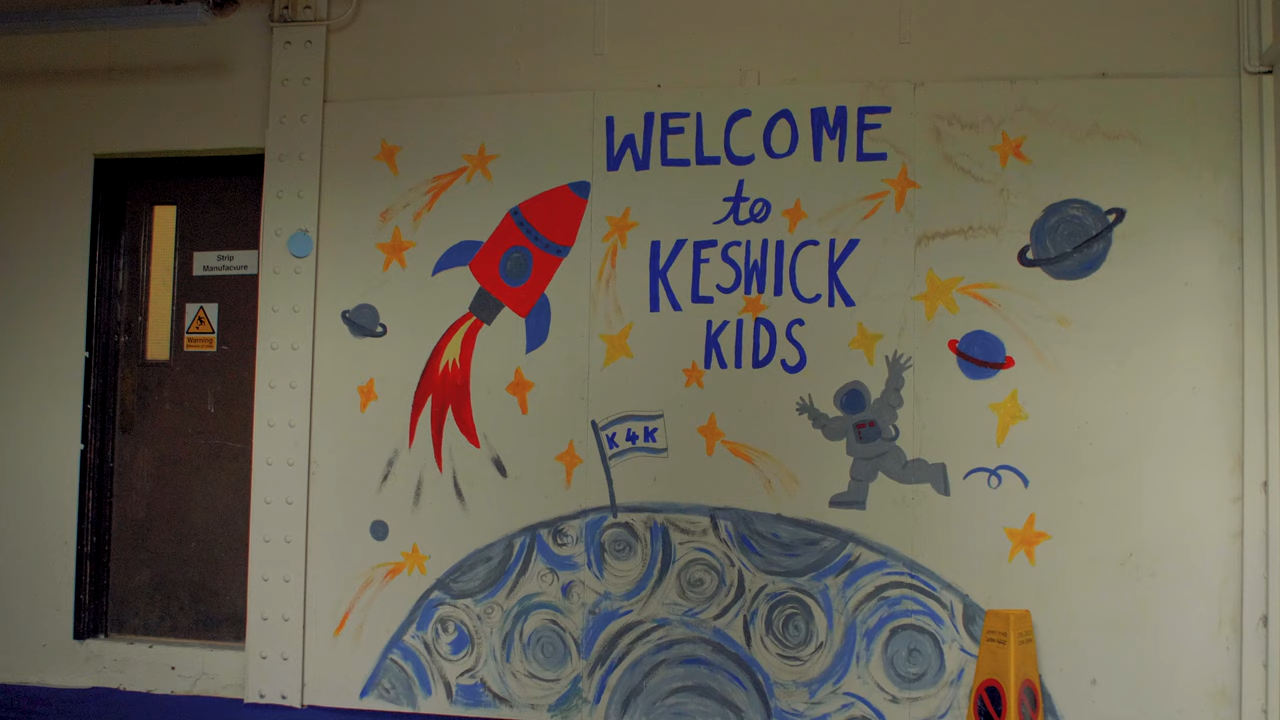 WELCOME
to
KESWICK
KIDS
K4K
Strip
Manufacture
Warning